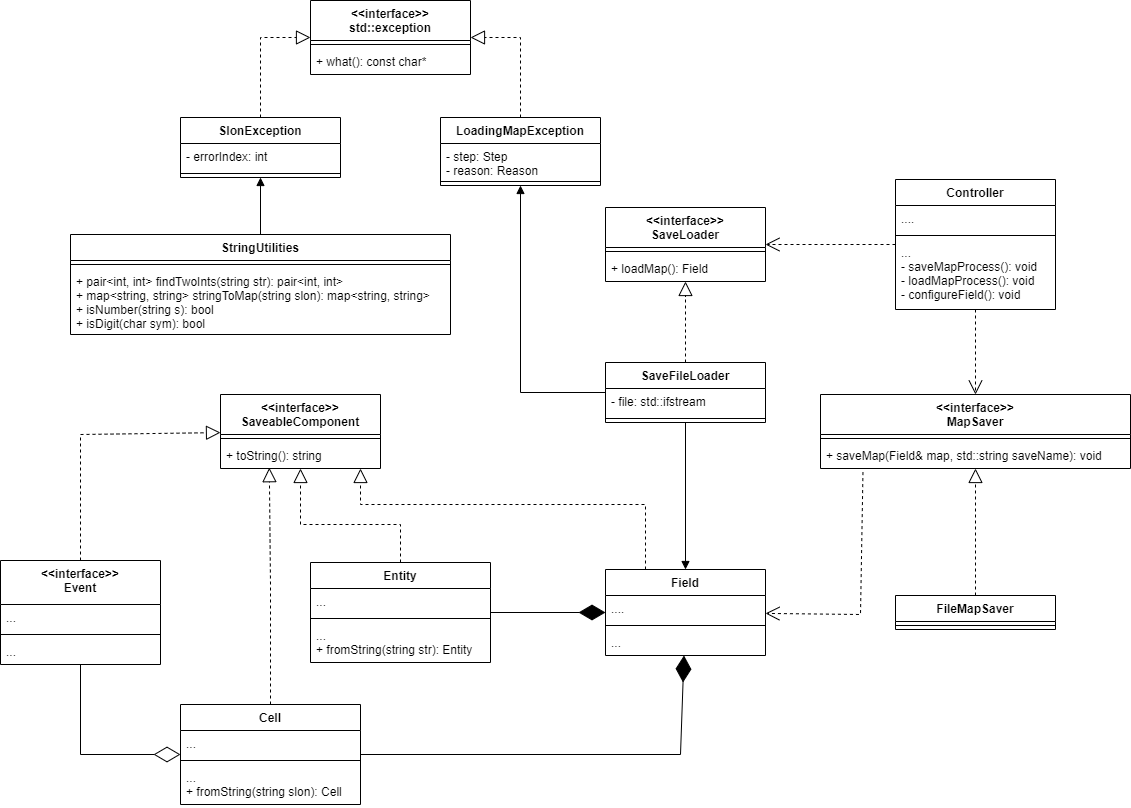 <<interface>>
std::exception
+ what(): const char*
SlonException
- errorIndex: int
LoadingMapException
- step: Step
- reason: Reason
<<interface>>
SaveLoader
+ loadMap(): Field
Controller
....
...
- saveMapProcess(): void
- loadMapProcess(): void
- configureField(): void
StringUtilities
+ pair<int, int> findTwoInts(string str): pair<int, int>
+ map<string, string> stringToMap(string slon): map<string, string>
+ isNumber(string s): bool
+ isDigit(char sym): bool
SaveFileLoader
- file: std::ifstream
<<interface>>
SaveableComponent
+ toString(): string
<<interface>>
MapSaver
+ saveMap(Field& map, std::string saveName): void
<<interface>>
Event
...
...
Entity
...
...
+ fromString(string str): Entity
Field
....
...
FileMapSaver
Cell
...
...
+ fromString(string slon): Cell